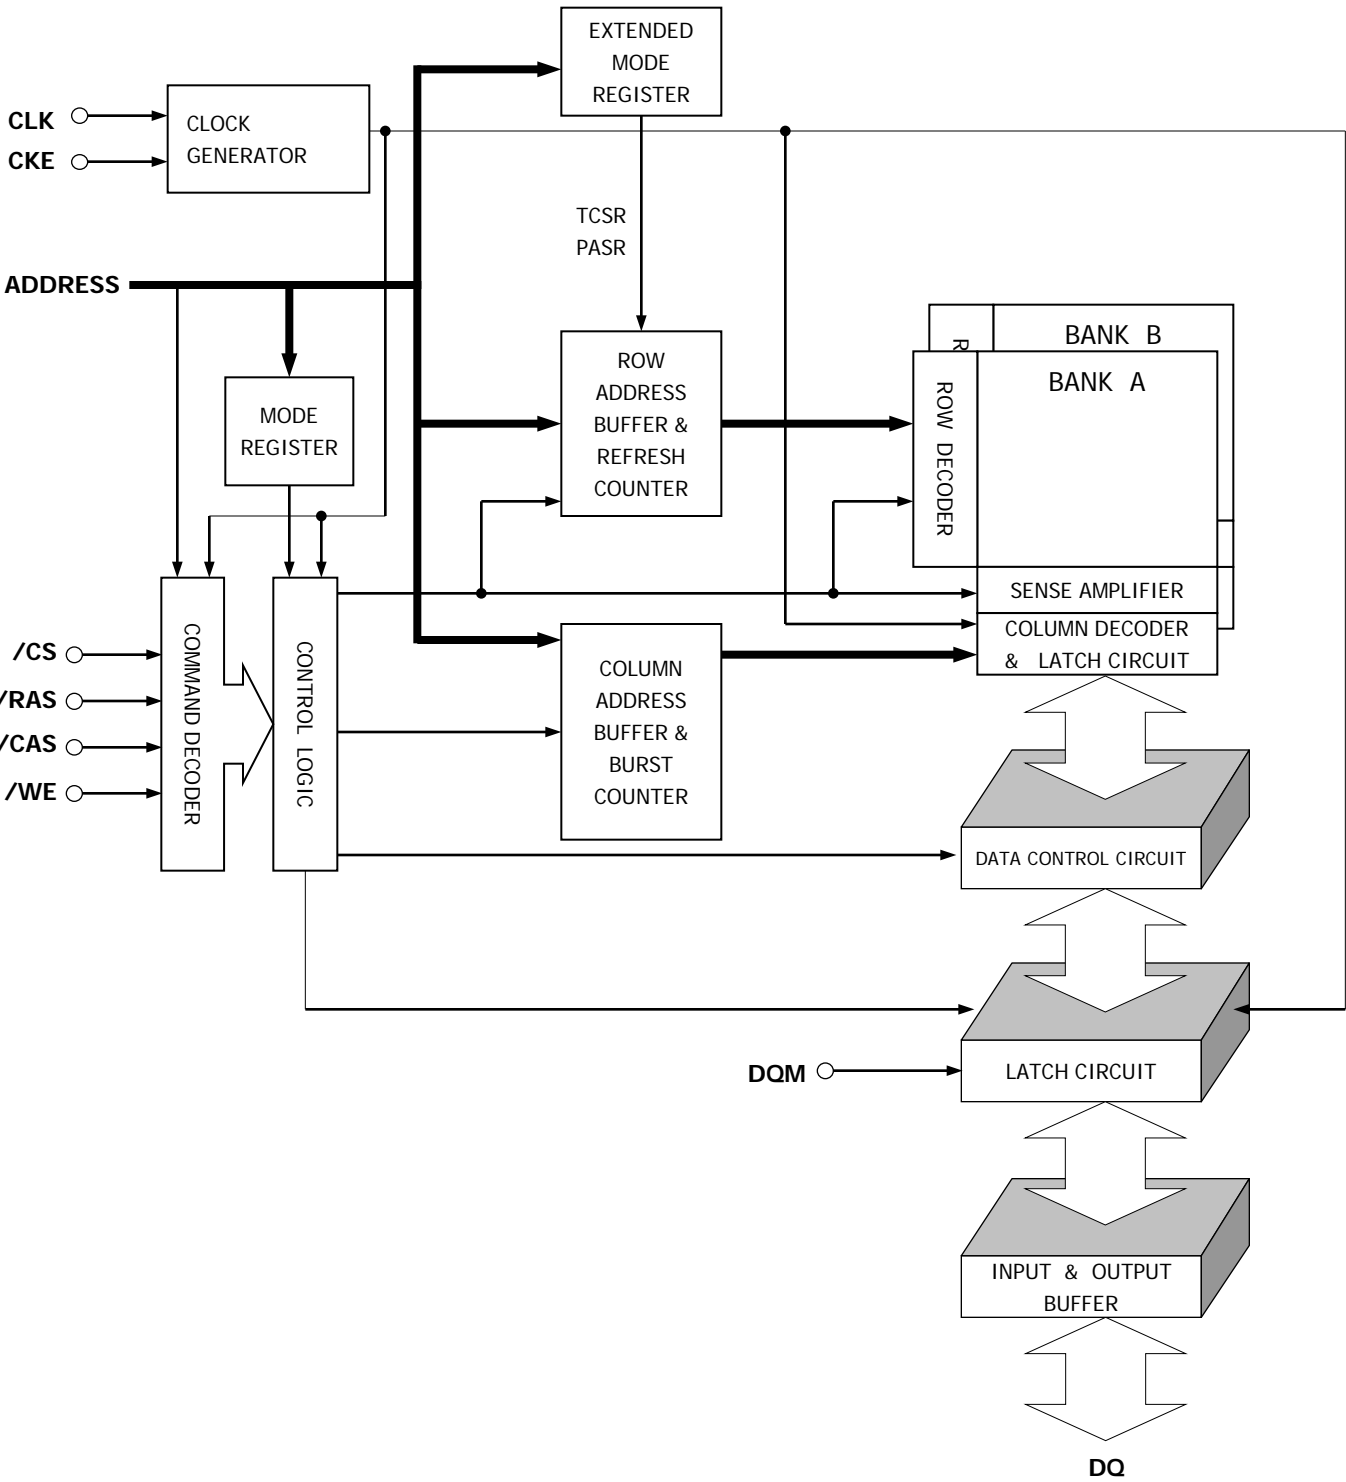 EXTENDED
MODE
REGISTER
CLK
CKE
CLOCK
GENERATOR
TCSR
PASR
ADDRESS
MODE
REGISTER
ROW
ADDRESS
BUFFER &
REFRESH
COUNTER
BANK B
R
BANK A
ROW DECODER
SENSE AMPLIFIER
COLUMN DECODER
& LATCH CIRCUIT
/CS
/RAS
/CAS
/WE
COMMAND DECODER
CONTROL LOGIC
COLUMN
ADDRESS
BUFFER &
BURST
COUNTER
DATA CONTROL CIRCUIT
DQM
LATCH CIRCUIT
INPUT & OUTPUT
BUFFER
DQ